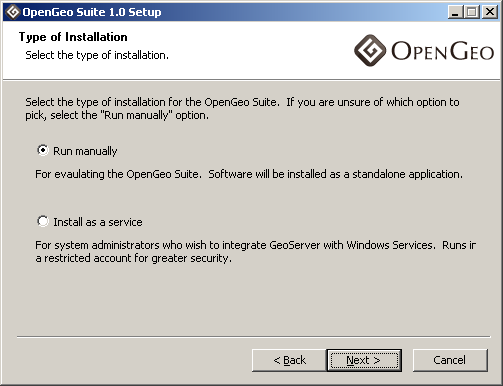 OpenGeo Suite 1.0 Setup
Type of Installation
Select the type of installation.
OPENGEO
Select the type of installation for the OpenGeo Suite. If you are unsure of which option to
pick, select the "Run manually" option.
Run manually
For evaulating the OpenGeo Suite. Software will be installed as a standalone application.
Install as a service
For system administrators who wish to integrate GeoServer with Windows Services. Runs in
a restricted account for greater security.
< Back
Next >
Cancel